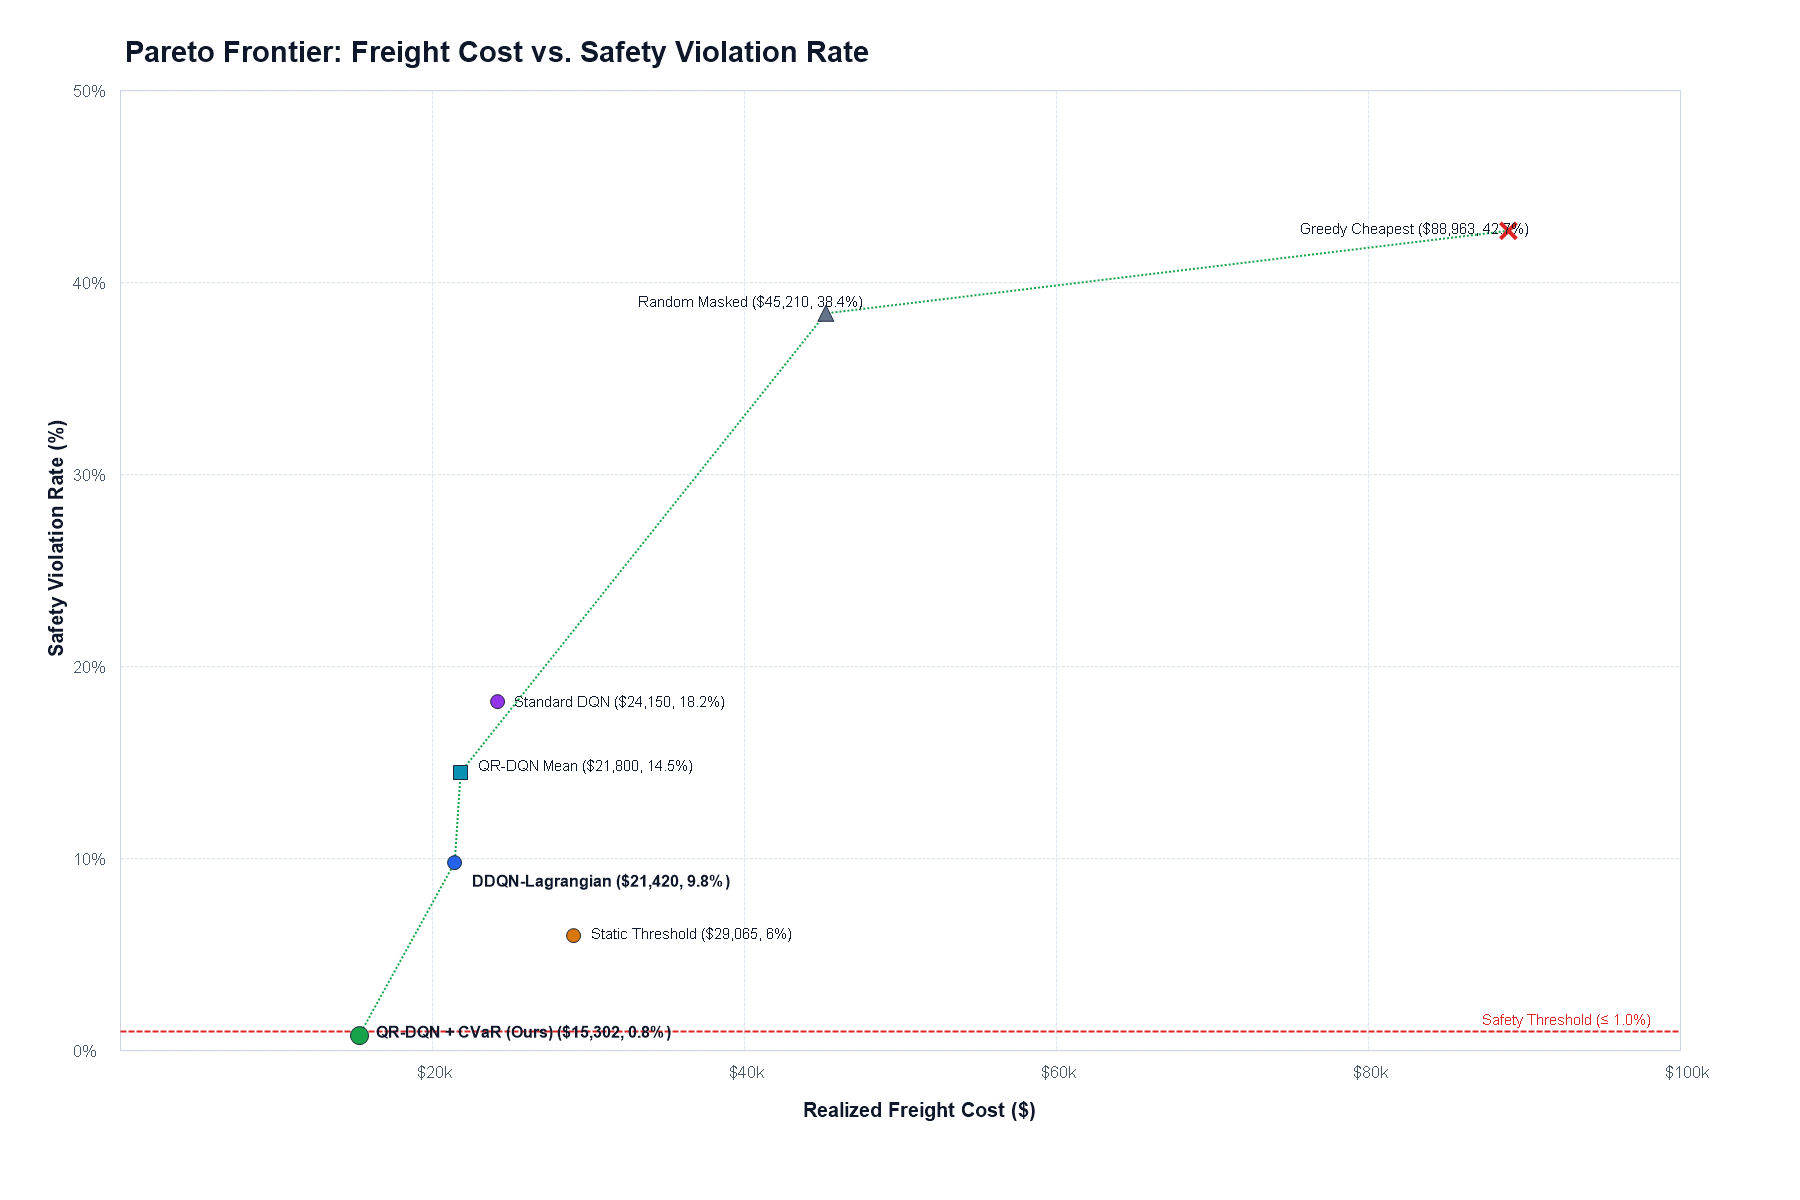 Pareto Frontier: Freight Cost vs. Safety Violation Rate
50%
Greedy Cheapest ($88,963, 42.7%)
40%
Random Masked ($45,210, 38.4%)
Safety Violation Rate (%)
30%
20%
Standard DQN ($24,150, 18.2%)
QR-DQN Mean ($21,800, 14.5%)
10%
DDQN-Lagrangian ($21,420, 9.8%)
Static Threshold ($29,065, 6%)
Safety Threshold (≤ 1.0%)
QR-DQN + CVaR (Ours) ($15,302, 0.8%)
0%
$20k
$40k
$60k
$80k
$100k
Realized Freight Cost ($)